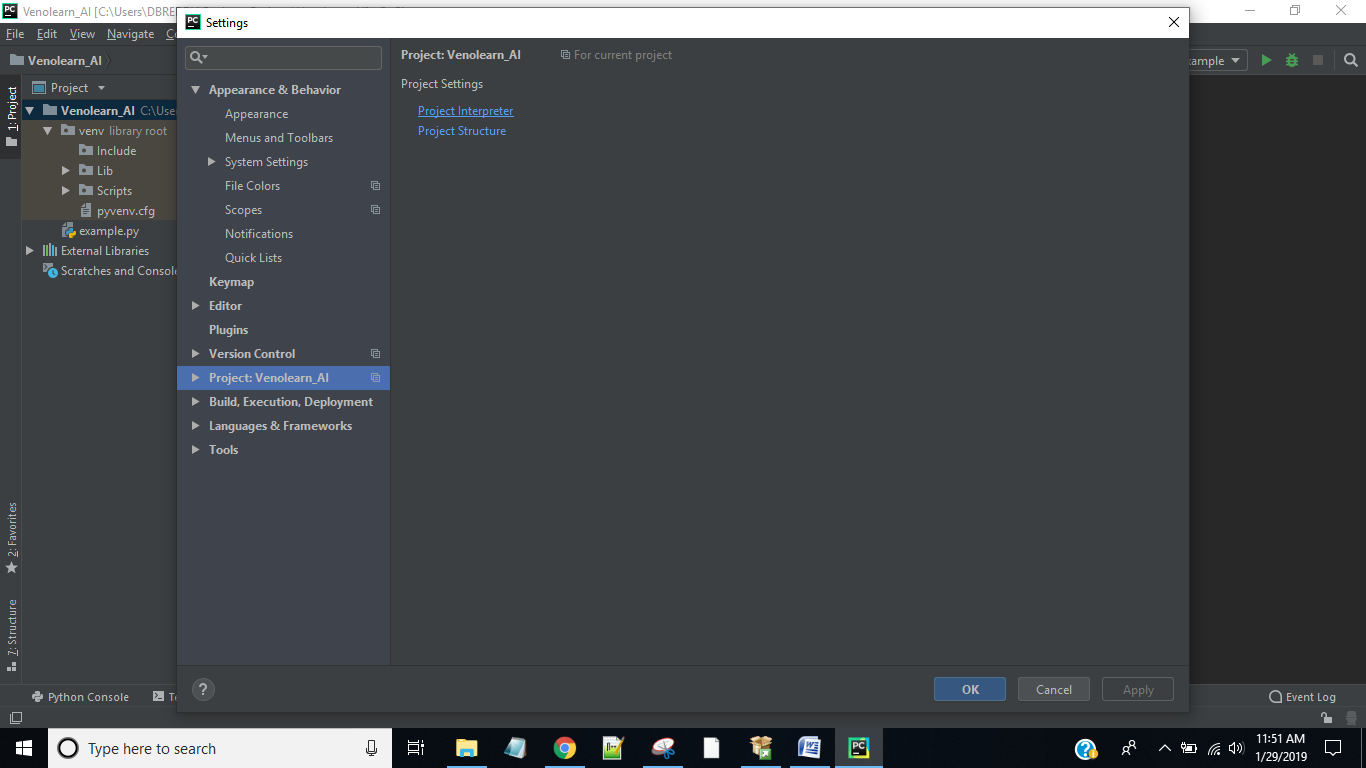 Venolearn_AI [C:\Users\DBRE
File Edit View Navigate
Venolearn_AI
Settings
ample
1: Project
Project
Venolearn_AI C:\Use
venv library root
Include
Lib
Scripts
pyvenv.cfg
example.py
External Libraries
Scratches and Console
2: Favorites
7: Structure
Appearance & Behavior
Appearance
Menus and Toolbars
System Settings
File Colors
Scopes
Notifications
Quick Lists
Keymap
Editor
Plugins
Version Control
Project: Venolearn_AI
Build, Execution, Deployment
Languages & Frameworks
Tools
Project: Venolearn_AI For current project
Project Settings
Project Interpreter
Project Structure
?
OK Cancel Apply
Python Console
Event Log
Type here to search
11:51 AM
1/29/2019